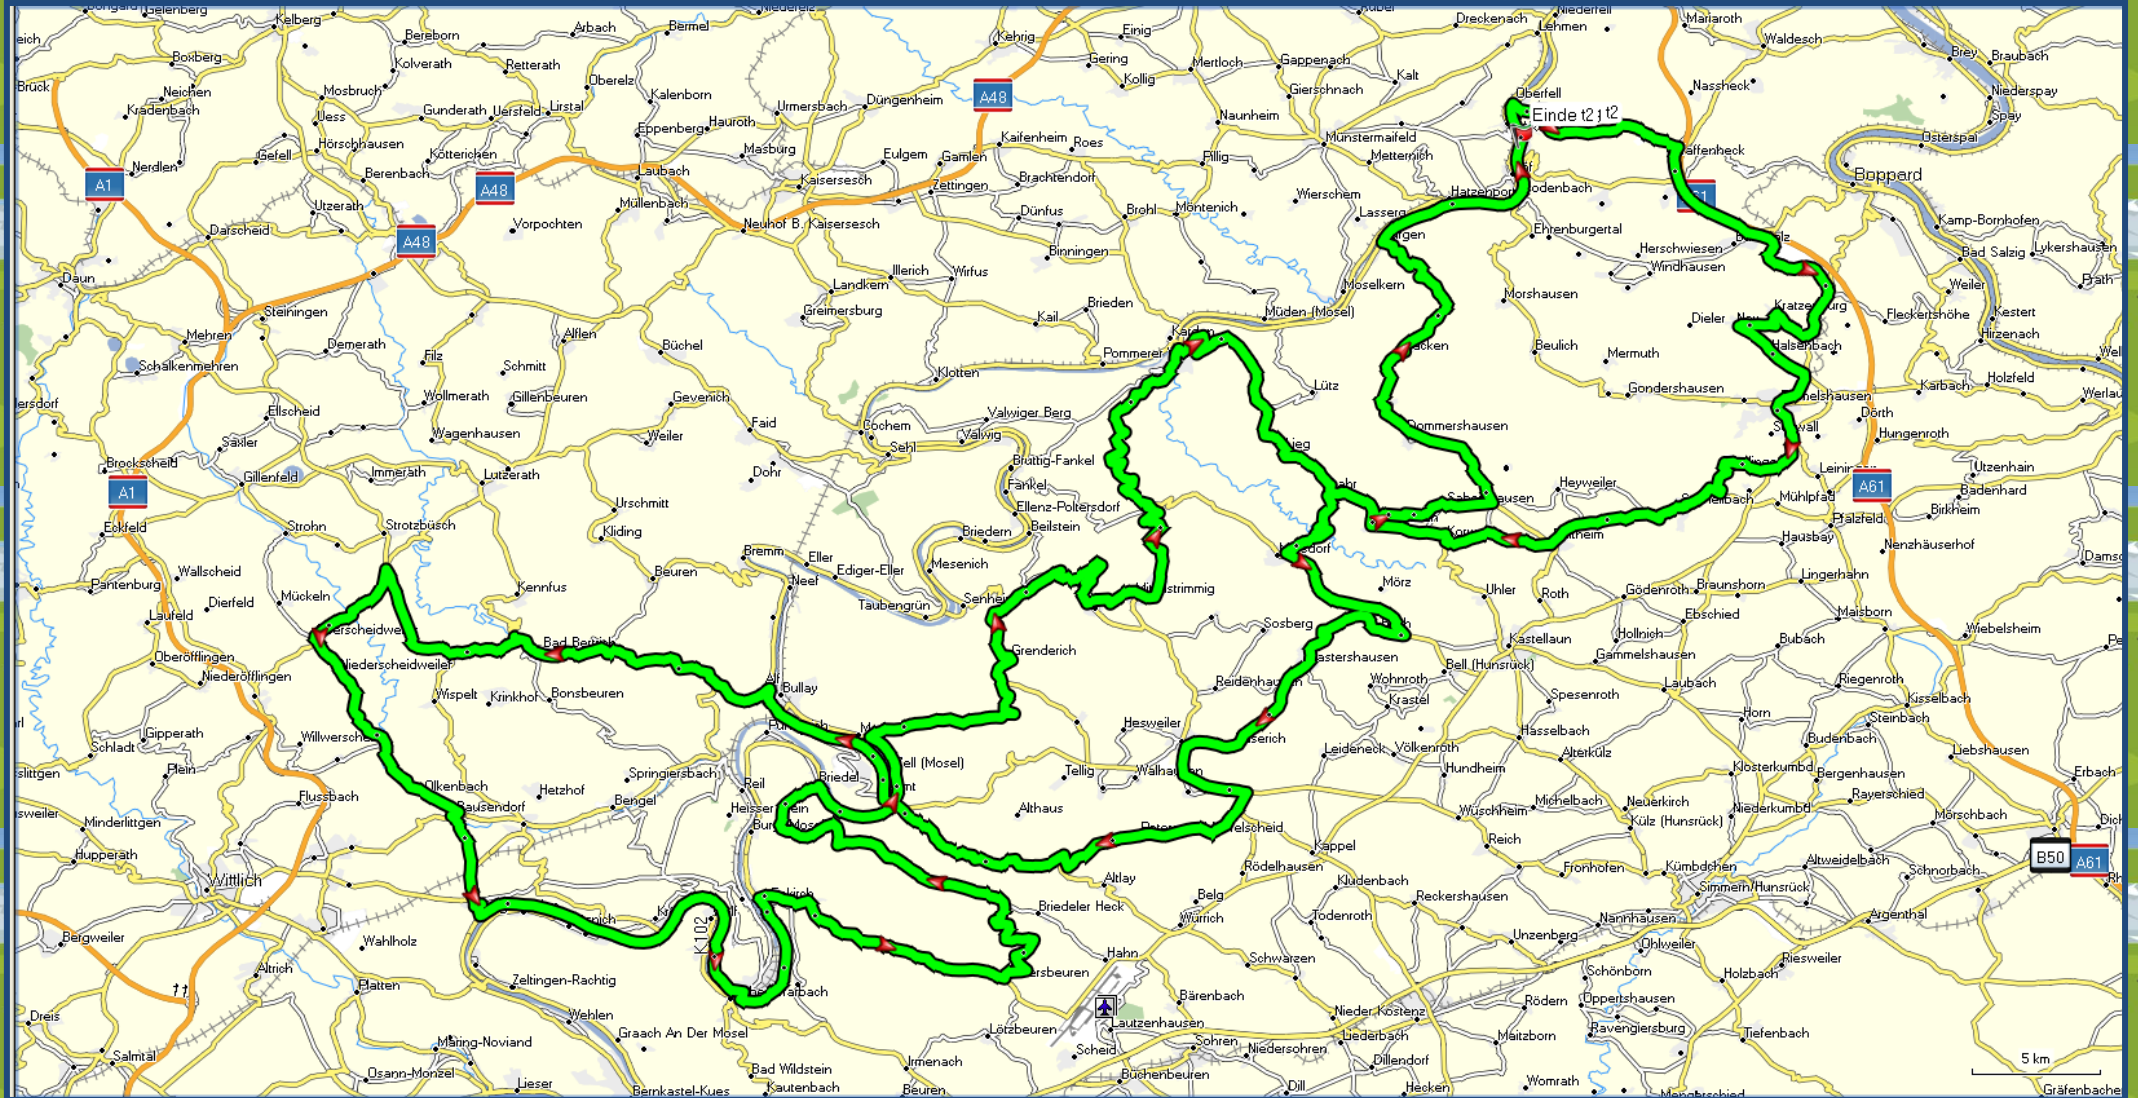 Gelenberg
Kelberg
Bereborn
Arbach
Bermel
Kehrig
Einig
Dreckenach
Niederfell
Lehmen
Mariaroth
Waldesch
Brey
Braubach
Boxberg
Kolverath
Retterath
Oberelz
Gering
Kollig
Mertloch
Gappenach
Kalt
Nassheck
Niederspay
Spay
Brück
Neichen
Kradenbach
Mosbruch
Uess
Gunderath
Uersfeld
Lirstal
Kalenborn
Urmersbach
Düngenheim
A48
Gierschnach
Naunheim
Oberfell
Einde t2
t2
Osterspai
Hörschhausen
Eppenberg
Hauroth
Masburg
Kaifenheim
Roes
Münstermaifeld
Metternich
Pillig
Boppard
Nerdlen
Gefell
Kötterichen
Berenbach
Laubach
Eulgem
Gamlen
Kaisersesch
Zettingen
Brachtendorf
Wierschem
A1
A48
Utzerath
Müllenbach
Dünfus
Brohl
Möntenich
Lasserg
Kamp-Bornhofen
Darscheid
A48
Vorpochten
Neuhof B. Kaisersesch
Binningen
Ehrenburgertal
Herschwiesen
Windhausen
Bad Salzig
Lykershausen
Daun
Illerich
Wirfus
Landkern
Moselkern
Morshausen
Weiler
Prath
Steiningen
Greimersburg
Brieden
Kail
Müden (Mosel)
Dieler
Fleckertshöhe
Kestert
Hirzenach
Mehren
Demerath
Alflen
Filz
Büchel
Pommerer
Beulich
Mermuth
Halsenbach
Schalkenmehren
Schmitt
Klotten
Lütz
Gondershausen
Karbach
Holzfeld
Werlau
Ellscheid
Wollmerath
Gillenbeuren
Gevenich
Valwiger Berg
Dörth
Saxler
Wagenhausen
Weiler
Faid
Cochem
Sehl
Valwig
Dommershausen
Hungenroth
Brockscheid
Gillenfeld
Immerath
Lutzerath
Dohr
Bruttig-Fankel
Fankel
Heyweiler
Utzenhain
Badenhard
A1
A61
Mühlpfad
Birkheim
Eckfeld
Strohn
Strotzbüsch
Urschmitt
Kliding
Ellenz-Poltersdorf
Beilstein
Briedern
Pfalzfeld
Hausbay
Nenzhäuserhof
Bremm
Eller
Ediger-Eller
Mesenich
Neef
Mörz
Uhler
Roth
Gödenroth
Braunshorn
Lingerhahn
Pantenburg
Wallscheid
Dierfeld
Mückeln
Kennfus
Beuren
Taubengrün
Laufeld
Ebschied
Maisborn
Wiebelsheim
Sosberg
Kastellaun
Hollnich
Bubach
Oberöfflingen
Niederöfflingen
Niederscheidweiler
Grenderich
Bell (Hunsrück)
Gammelshausen
Wispelt
Krinkhof
Bonsbeuren
Alf
Bullay
Wohnroth
Krastel
Spesenroth
Laubach
Riegenroth
Kisselbach
Gipperath
Schladt
Hesweiler
Leideneck
Völkenroth
Hasselbach
Horn
Steinbach
Budenbach
Alterkülz
Liebshausen
Plein
Springiersbach
Reil
Briedel
Tellig
Hundheim
Klosterkumbd
Bergenhausen
Erbach
Olkenbach
Hetzhof
Bengel
Althaus
Michelbach
Wüschheim
Neuerkirch
Külz (Hunsrück)
Niederkumbd
Rayerschied
Mörschbach
Flussbach
Minderlittgen
Hupperath
Kappel
Reich
B50
A61
Wittlich
Rödelhausen
Altlay
Kludenbach
Fronhofen
Kümbdchen
Altweidelbach
Schnorbach
Simmern/Hunsrück
Briedeler Heck
Belg
Würrich
Reckershausen
Todenroth
Nannhausen
Argenthal
Bergweiler
Wahlholz
K102
Hahn
Unzenberg
Ohlweiler
Altrich
Platten
Zeltingen-Rachtig
Schwarzen
Schönborn
Holzbach
Riesweiler
Dreis
Wehlen
Bärenbach
Rödern
Oppertshausen
Graach An Der Mosel
Lötzbeuren
Lautzenhausen
Nieder Kostenz
Ravengiersburg
Tiefenbach
Salmtal
Maring-Noviand
Scheid
Sohren
Niedersohren
Liederbach
Maitzborn
5 km
Osann-Monzel
Lieser
Bad Wildstein
Kautenbach
Irmenach
Büchenbeuren
Dillendorf
Bernkastel-Kues
Beuren
Dill
Hecken
Womrath
Mengerschied
Gräfenbacher